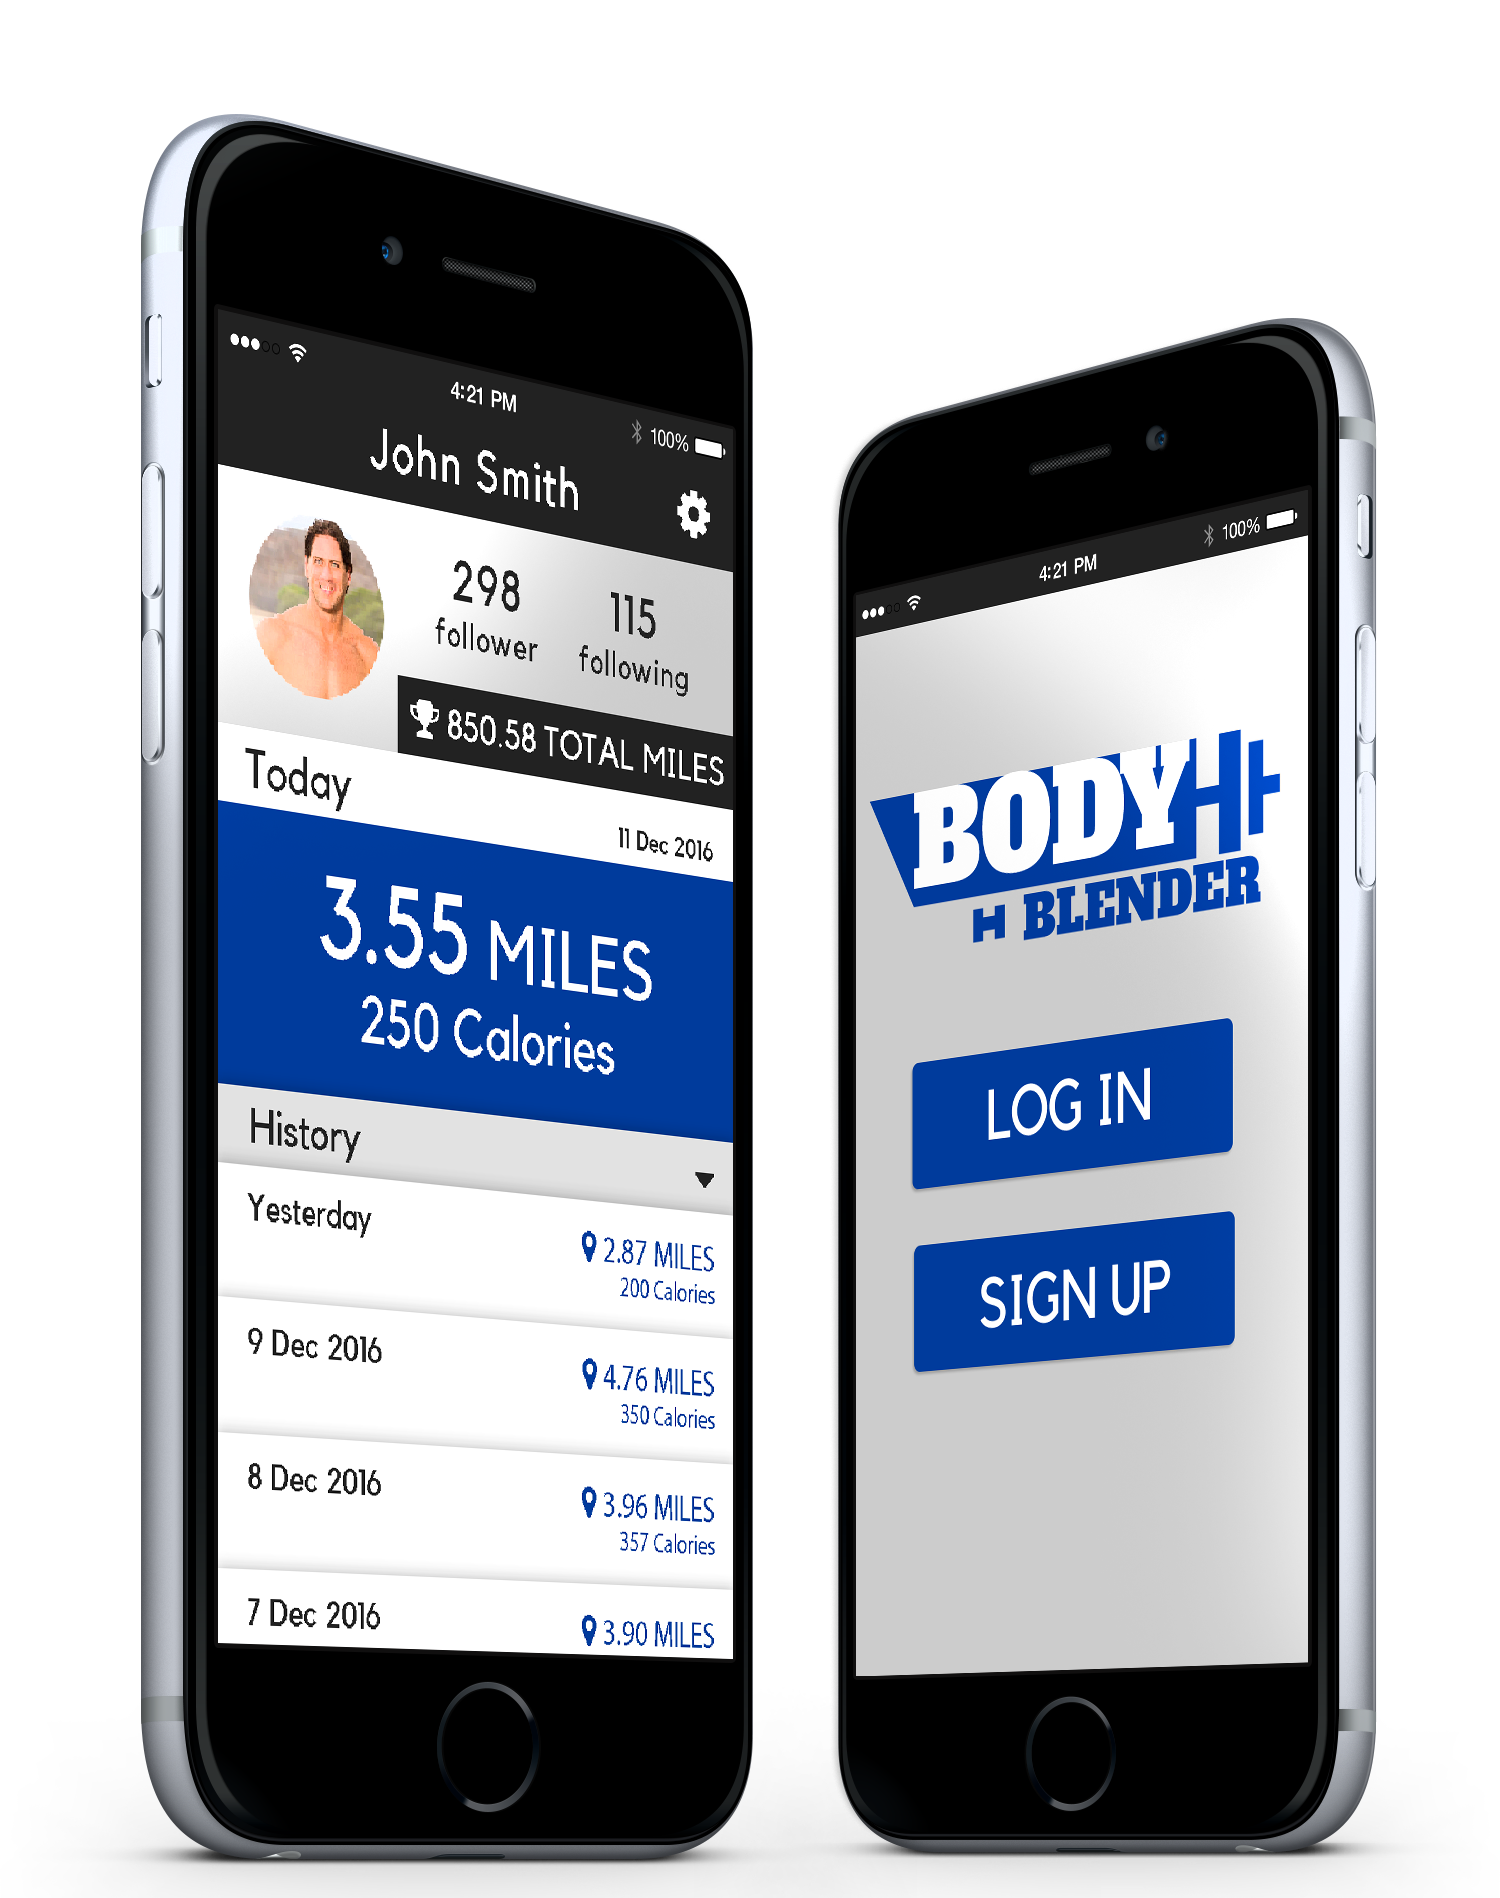 4:21 PM
100%
John Smith
298
follower
115
following
850.58 TOTAL MILES
Today
11 Dec 2016
3.55 MILES
250 Calories
History
Yesterday
2.87 MILES
200 Calories
9 Dec 2016
4.76 MILES
350 Calories
8 Dec 2016
3.96 MILES
357 Calories
7 Dec 2016
3.90 MILES
4:21 PM
100%
BODY
BLENDER
LOG IN
SIGN UP